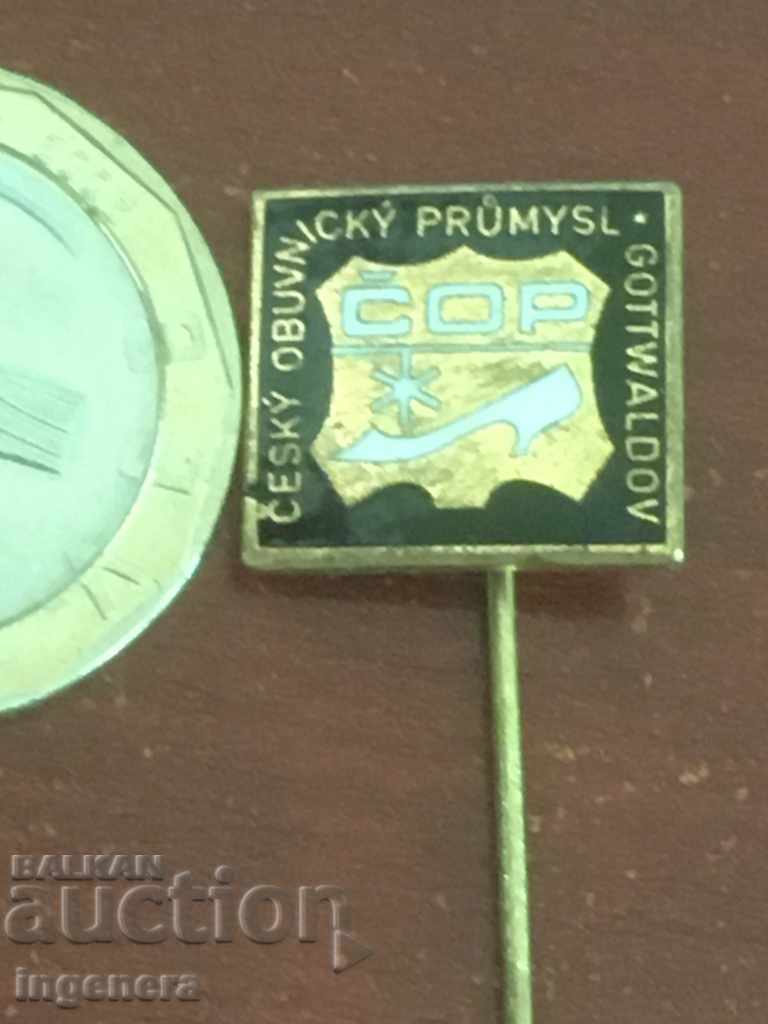 ČESKÝ OBUVNICKÝ PRŮMYSL • GOTTWALDOV
ČOP
BALKAN
auction
ingenera